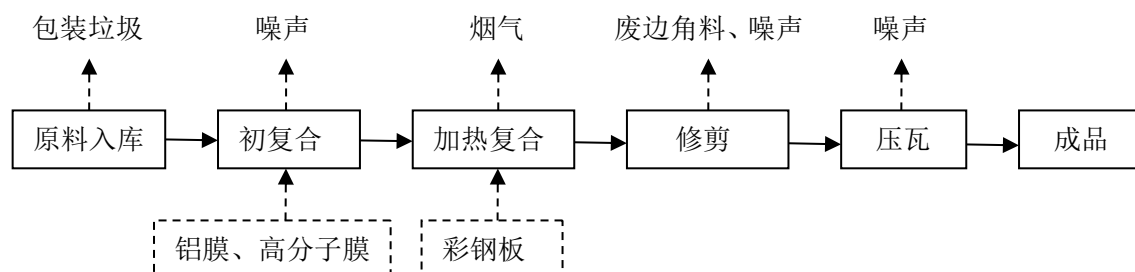 包装垃圾 噪声 烟气 废边角料、噪声 噪声
原料入库 初复合 加热复合 修剪 压瓦 成品
铝膜、高分子膜 彩钢板